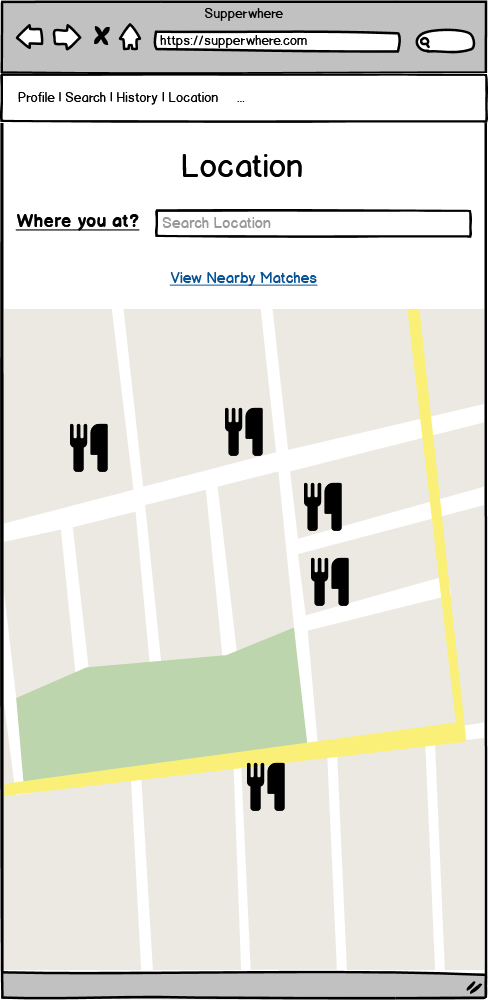 Supperwhere
https://supperwhere.com
Profile | Search | History | Location ...
Location
Where you at? Search Location
View Nearby Matches